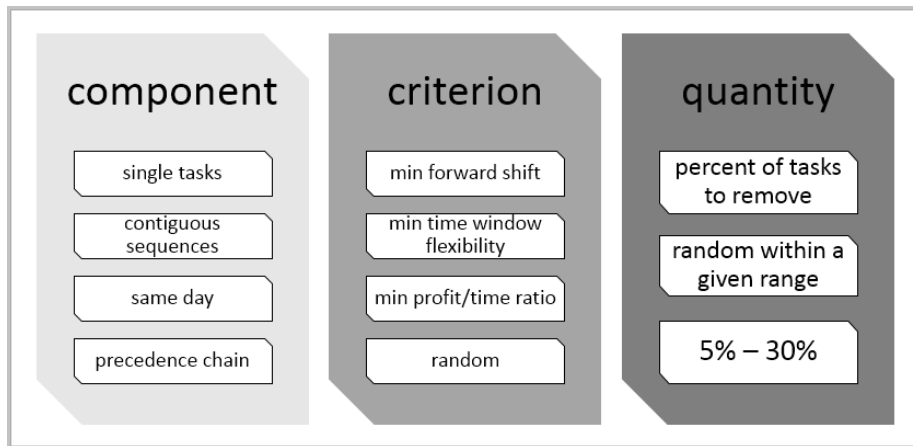 component
single tasks
contiguous
sequences
same day
precedence chain
criterion
min forward shift
min time window
flexibility
min profit/time ratio
random
quantity
percent of tasks
to remove
random within a
given range
5% – 30%